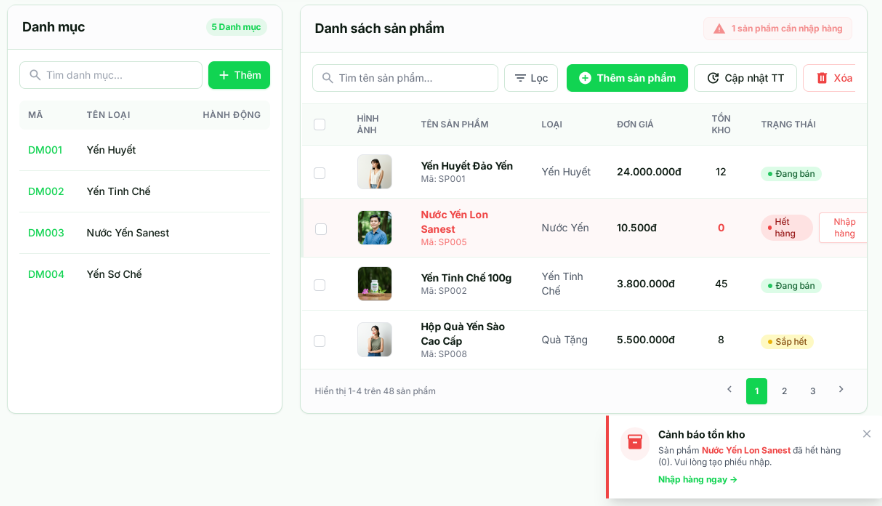 Danh mục
5 Danh mục
Tìm danh mục...
Thêm
MÃ TÊN LOẠI HÀNH ĐỘNG
DM001 Yến Huyết
DM002 Yến Tinh Chế
DM003 Nước Yến Sanest
DM004 Yến Sơ Chế
Danh sách sản phẩm
1 sản phẩm cần nhập hàng
Tìm tên sản phẩm...
Lọc
Thêm sản phẩm
Cập nhật TT
Xóa
HÌNH
ẢNH
TÊN SẢN PHẨM
LOẠI
ĐƠN GIÁ
TỒN
KHO
TRẠNG THÁI
Yến Huyết Đảo Yến
Mã: SP001
Yến Huyết
24.000.000đ
12
Đang bán
Nước Yến Lon
Sanest
Mã: SP005
Nước Yến
10.500đ
0
Hết
hàng
Nhập
hàng
Yến Tinh Chế 100g
Mã: SP002
Yến Tinh
Chế
3.800.000đ
45
Đang bán
Hộp Quà Yến Sào
Cao Cấp
Mã: SP008
Quà Tặng
5.500.000đ
8
Sắp hết
Hiển thị 1-4 trên 48 sản phẩm
1 2 3
Cảnh báo tồn kho
Sản phẩm Nước Yến Lon Sanest đã hết hàng
(0). Vui lòng tạo phiếu nhập.
Nhập hàng ngay →